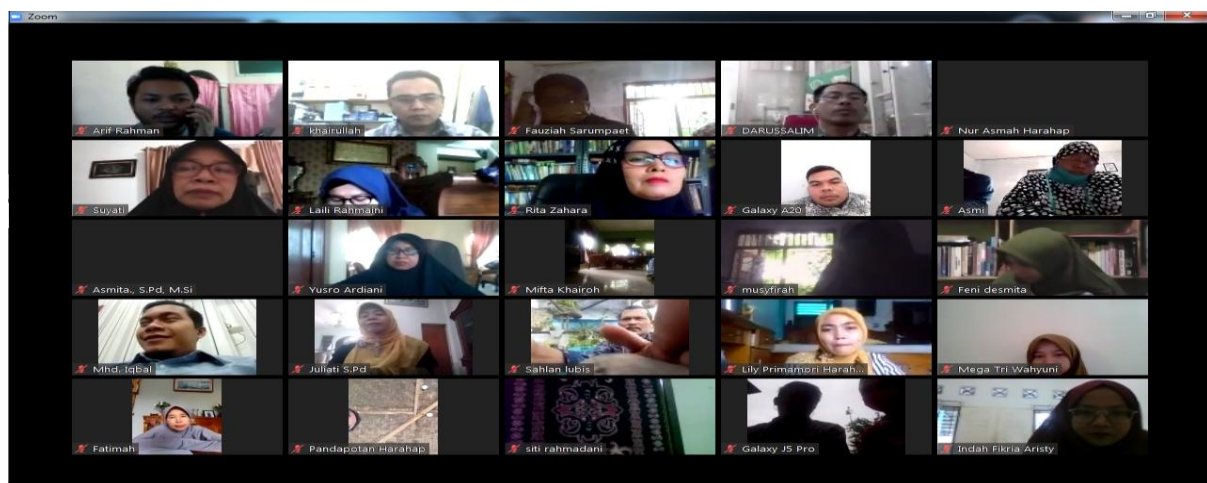 Zoom
Arif Rahman
khairullah
Fauziah Sarumpaet
DARUSSALIM
Nur Asmah Harahap
Suyati
Laili Rahmaini
Rita Zahara
Galaxy A20
Asmi
Asmita., S.Pd, M.Si
Yusro Ardiani
Mifta Khairoh
musyfirah
Feni desmita
Mhd. Iqbal
Juliati S.Pd
Sahlan lubis
Lily Primamori Harah...
Mega Tri Wahyuni
Fatimah
Pandapotan Harahap
siti rahmadani
Galaxy J5 Pro
Indah Fikria Aristy